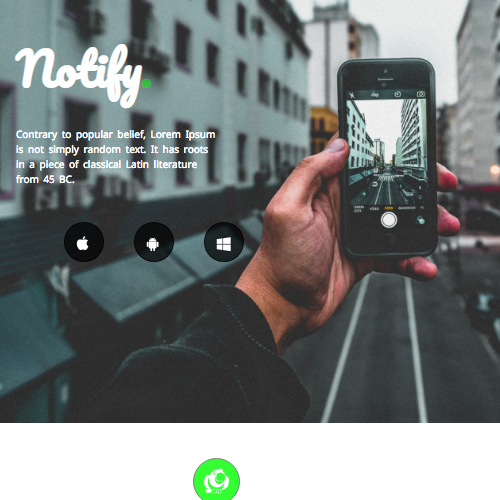 Notify.
Contrary to popular belief, Lorem Ipsum
is not simply random text. It has roots
in a piece of classical Latin literature
from 45 BC.